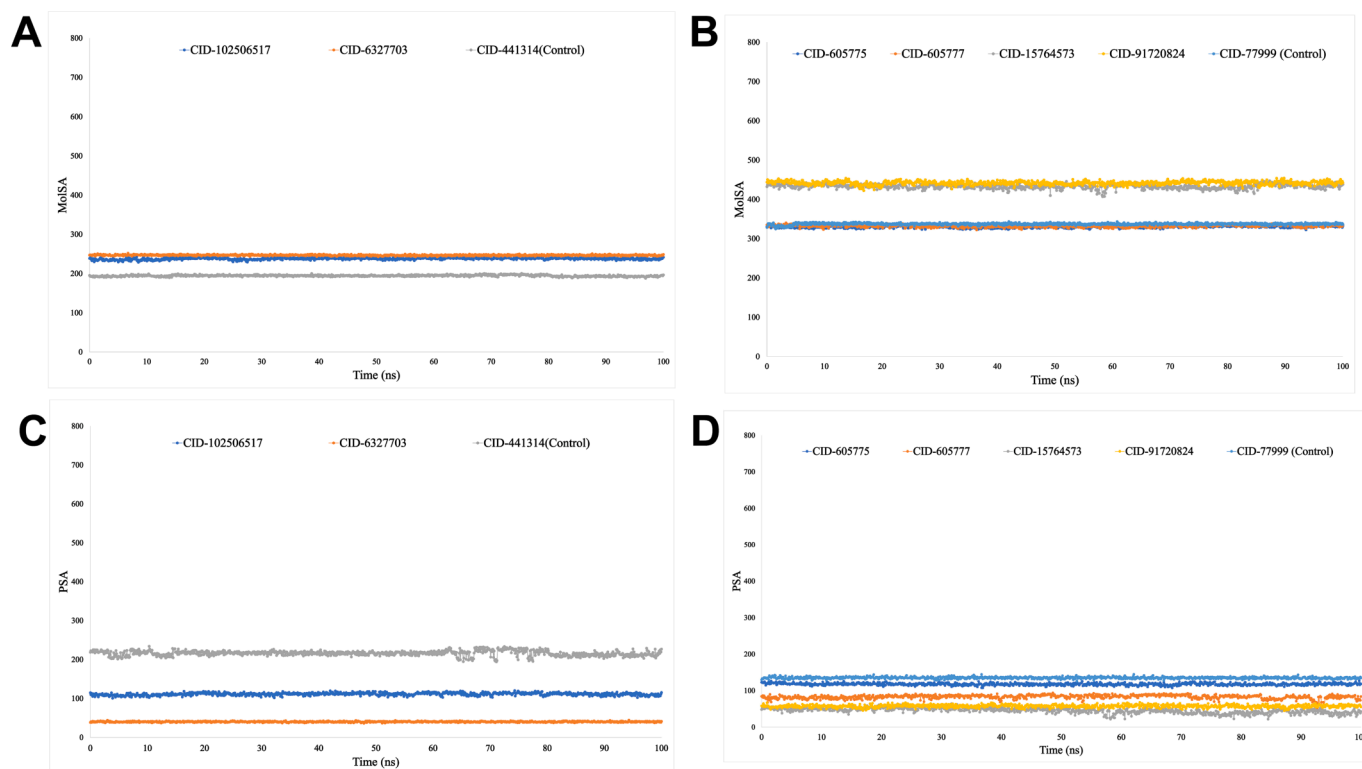 A
CID-102506517 CID-6327703 CID-441314(Control)
800
700
600
500
400
300
200
100
0
MolSA
0 10 20 30 40 50 60 70 80 90 100
Time (ns)
B
CID-605775 CID-605777 CID-15764573 CID-91720824 CID-77999 (Control)
800
700
600
500
400
300
200
100
0
MolSA
0 10 20 30 40 50 60 70 80 90 100
Time (ns)
C
CID-102506517 CID-6327703 CID-441314(Control)
800
700
600
500
400
300
200
100
0
PSA
0 10 20 30 40 50 60 70 80 90 100
Time (ns)
D
CID-605775 CID-605777 CID-15764573 CID-91720824 CID-77999 (Control)
800
700
600
500
400
300
200
100
0
PSA
0 10 20 30 40 50 60 70 80 90 100
Time (ns)